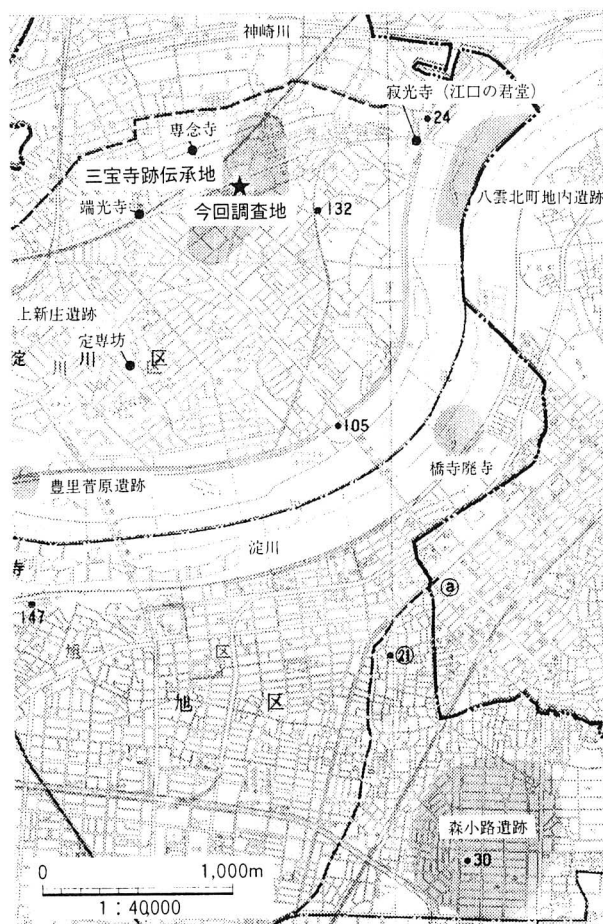 神崎川
寂光寺（江口の君堂）
24
専念寺
三宝寺跡伝承地
八雲北町地内遺跡
端光寺
今回調査地
132
上新庄遺跡
定専坊
淀川区
105
豊里菅原遺跡
橋寺廃寺
淀川
寺
ⓐ
147
㉑
旭区
旭区
森小路遺跡
30
0 1,000m
1：40000